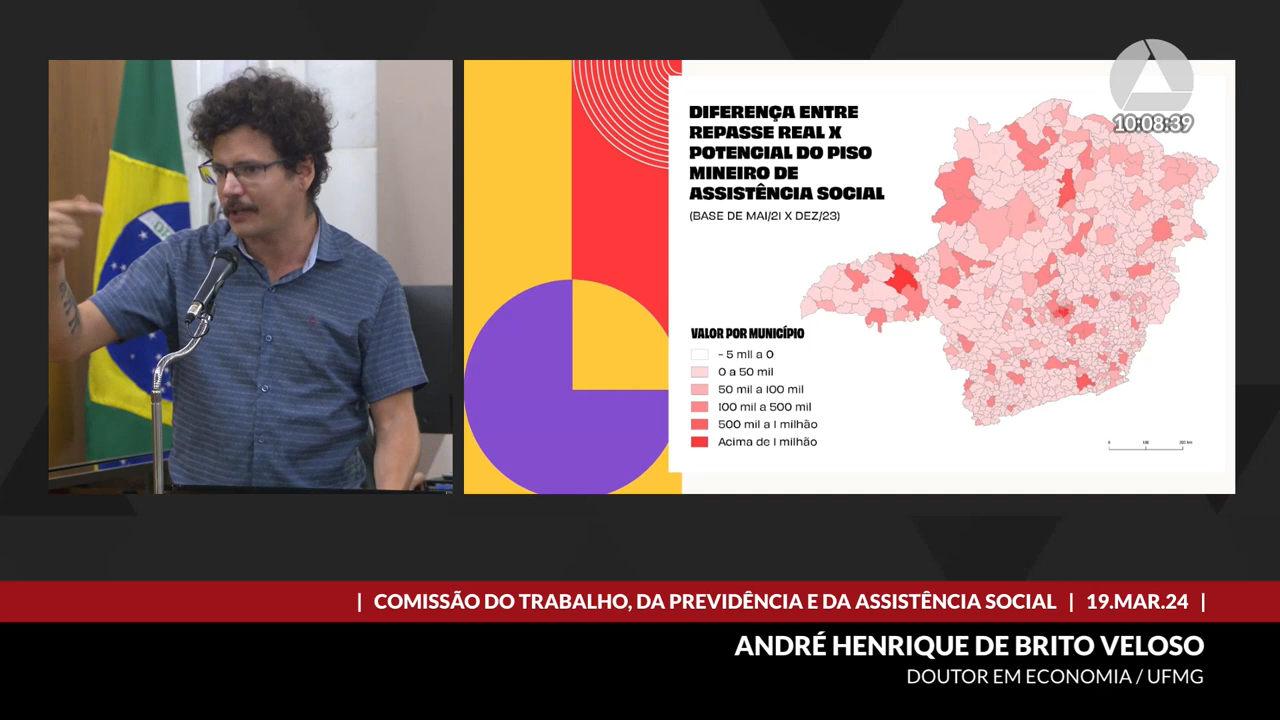 10:08:39
DIFERENÇA ENTRE
REPASSE REAL X
POTENCIAL DO PISO
MINEIRO DE
ASSISTÊNCIA SOCIAL
(BASE DE MAI/21 X DEZ/23)
VALOR POR MUNICÍPIO
- 5 mil a 0
0 a 50 mil
50 mil a 100 mil
100 mil a 500 mil
500 mil a 1 milhão
Acima de 1 milhão
| COMISSÃO DO TRABALHO, DA PREVIDÊNCIA E DA ASSISTÊNCIA SOCIAL | 19.MAR.24 |
ANDRÉ HENRIQUE DE BRITO VELOSO
DOUTOR EM ECONOMIA / UFMG